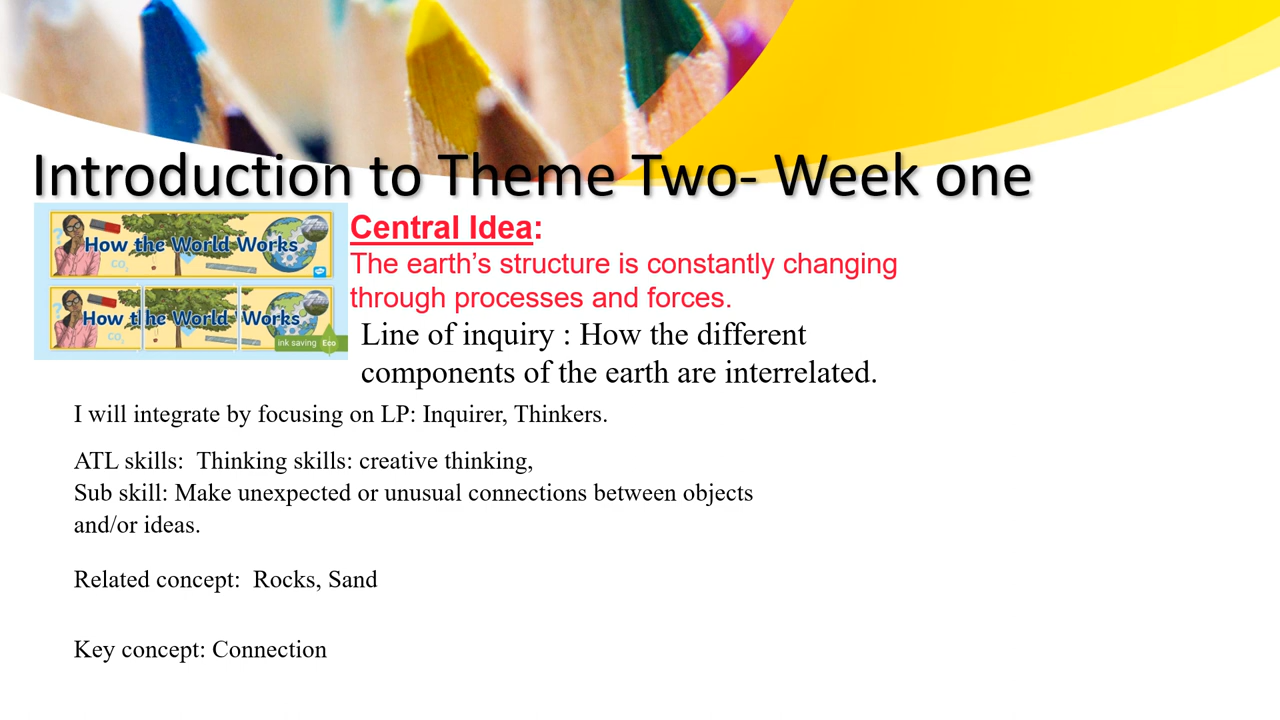 Introduction to Theme Two- Week one
How the World Works
CO2
How the World Works
CO2
ink saving Eco
Central Idea:
The earth’s structure is constantly changing
through processes and forces.
Line of inquiry : How the different
components of the earth are interrelated.
I will integrate by focusing on LP: Inquirer, Thinkers.
ATL skills:  Thinking skills: creative thinking,
Sub skill: Make unexpected or unusual connections between objects
and/or ideas.
Related concept:  Rocks, Sand
Key concept: Connection